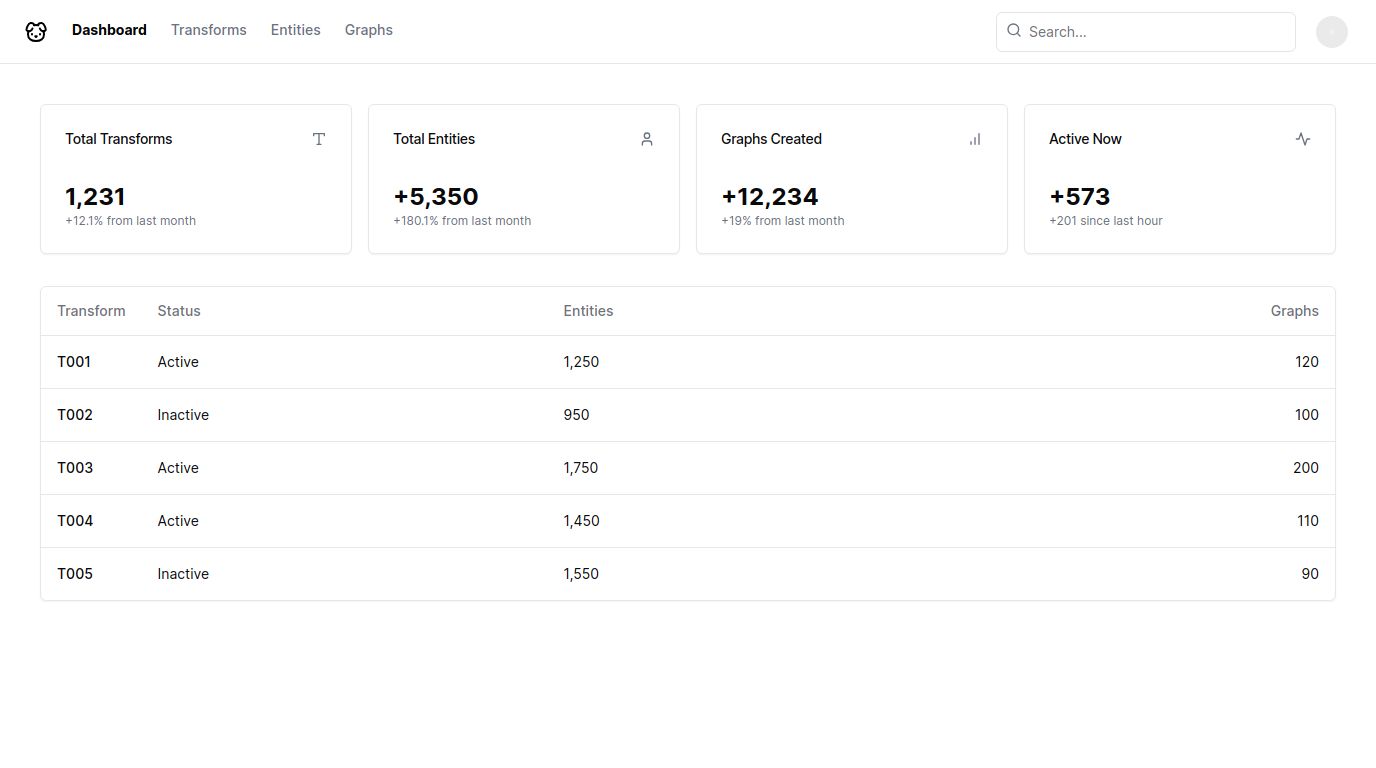 Dashboard Transforms Entities Graphs Search...
Total Transforms Total Entities Graphs Created Active Now
1,231 +5,350 +12,234 +573
+12.1% from last month +180.1% from last month +19% from last month +201 since last hour
Transform Status Entities Graphs
T001 Active 1,250 120
T002 Inactive 950 100
T003 Active 1,750 200
T004 Active 1,450 110
T005 Inactive 1,550 90